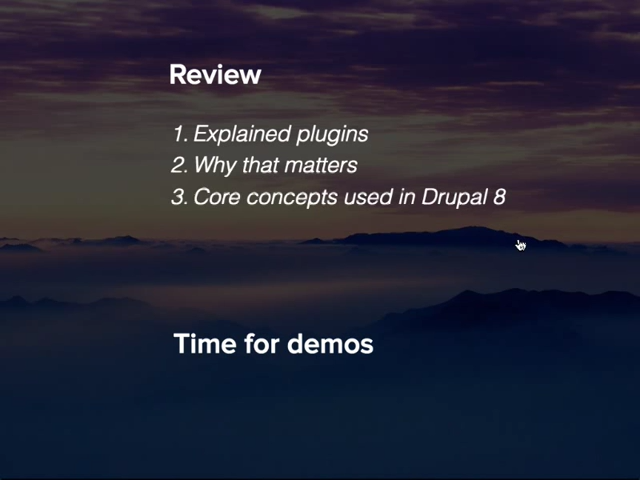 Review
1. Explained plugins
2. Why that matters
3. Core concepts used in Drupal 8
Time for demos